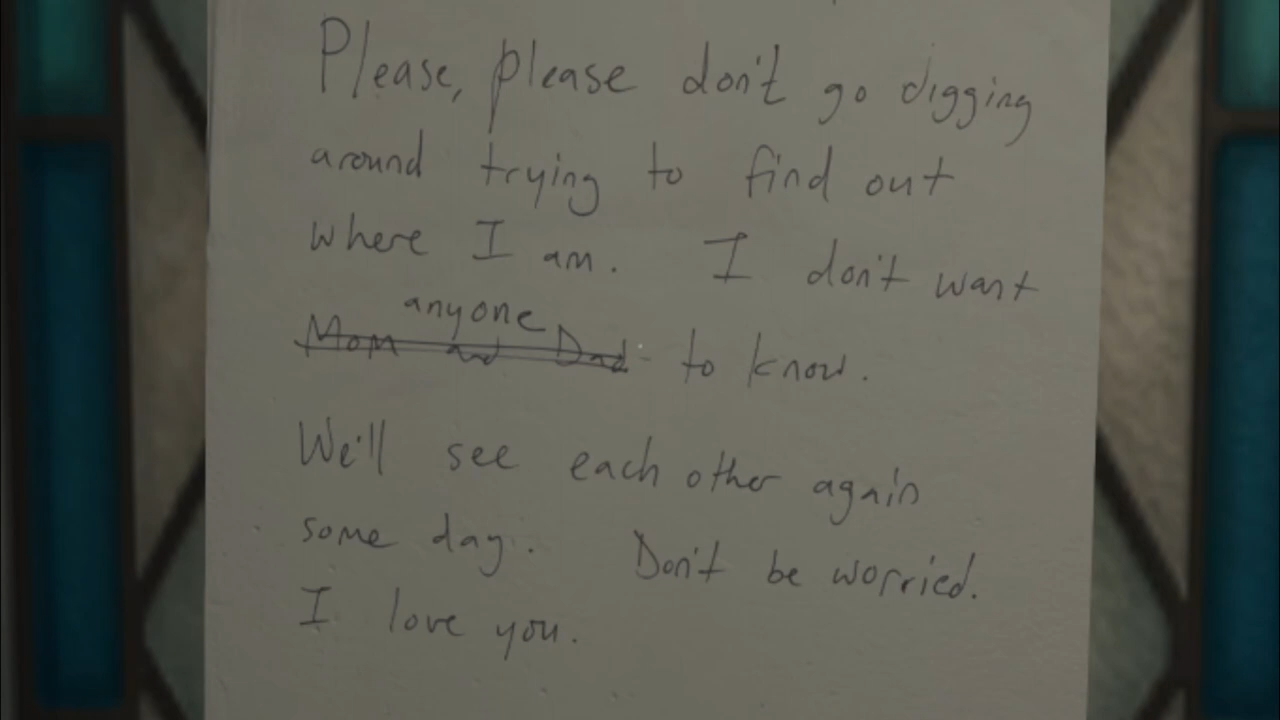 Please, please don't go digging
around trying to find out
where I am. I don't want
anyone
Mom and Dad to know.
We'll see each other again
some day. Don't be worried.
I love you.